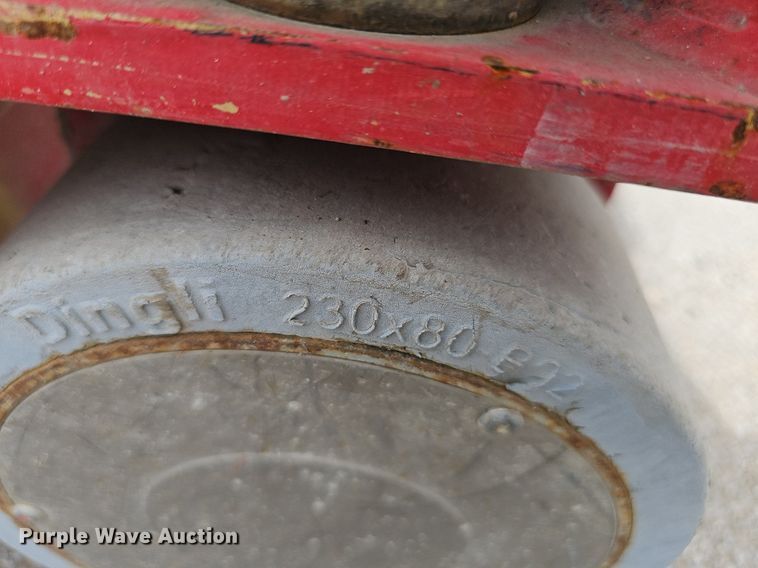 Dingli 230x80
Purple Wave Auction